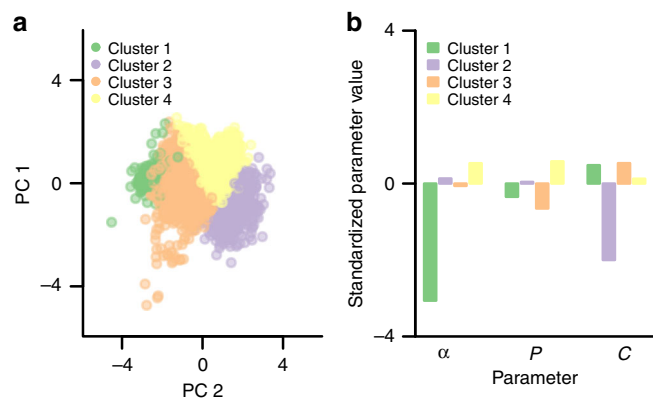 a
Cluster 1
Cluster 2
Cluster 3
Cluster 4
4
0
−4
PC 1
−4 0 4
PC 2
b
Cluster 1
Cluster 2
Cluster 3
Cluster 4
4
0
−4
Standardized parameter value
α P C
Parameter